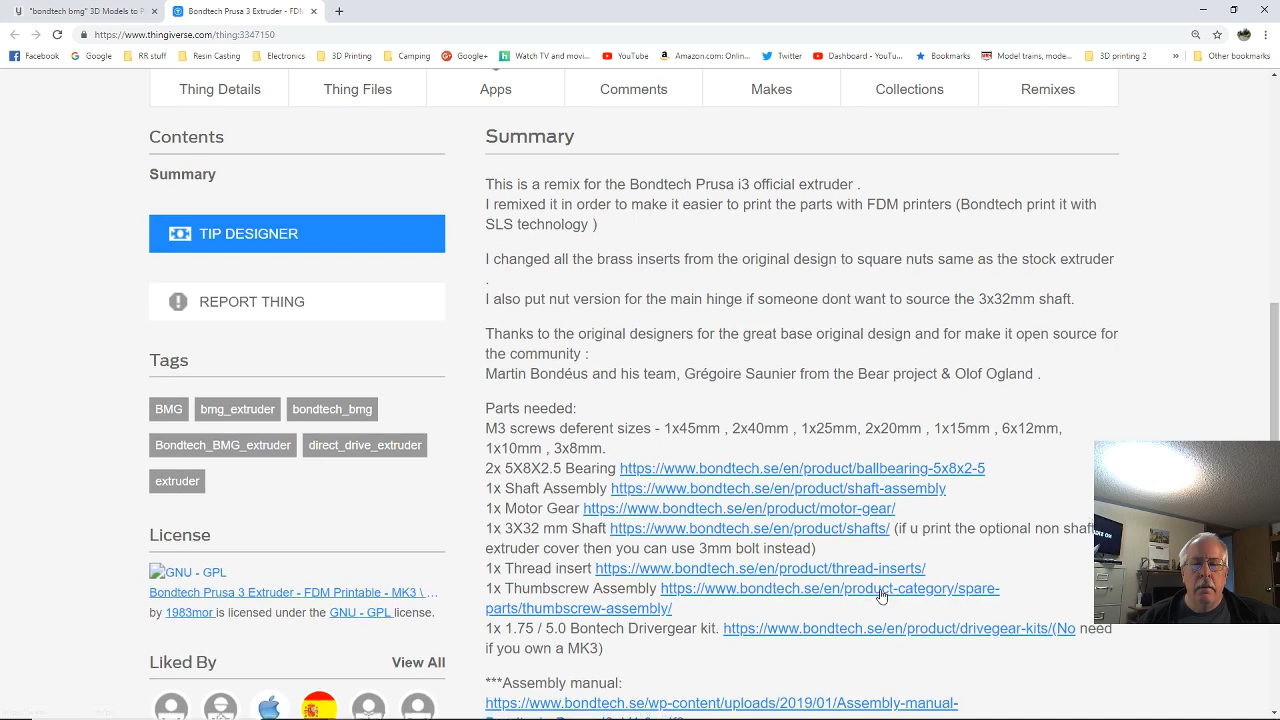 "bondtech bmg" 3D Models to P
Bondtech Prusa 3 Extruder - FDM
https://www.thingiverse.com/thing:3347150
Facebook
Google
RR stuff
Resin Casting
Electronics
3D Printing
Camping
Google+
Watch TV and movi...
YouTube
Amazon.com: Onlin...
Twitter
Dashboard - YouTu...
Bookmarks
Model trains, mode...
3D printing 2
»
Other bookmarks
Thing Details
Thing Files
Apps
Comments
Makes
Collections
Remixes
Contents
Summary
TIP DESIGNER
REPORT THING
Tags
BMG
bmg_extruder
bondtech_bmg
Bondtech_BMG_extruder
direct_drive_extruder
extruder
License
GNU - GPL
Bondtech Prusa 3 Extruder - FDM Printable - MK3 \ ...
by 1983mor is licensed under the GNU - GPL license.
Liked By
View All
Summary
This is a remix for the Bondtech Prusa i3 official extruder .
I remixed it in order to make it easier to print the parts with FDM printers (Bondtech print it with
SLS technology )
I changed all the brass inserts from the original design to square nuts same as the stock extruder
.
I also put nut version for the main hinge if someone dont want to source the 3x32mm shaft.
Thanks to the original designers for the great base original design and for make it open source for
the community :
Martin Bondéus and his team, Grégoire Saunier from the Bear project & Olof Ogland .
Parts needed:
M3 screws deferent sizes - 1x45mm , 2x40mm , 1x25mm, 2x20mm , 1x15mm , 6x12mm,
1x10mm , 3x8mm.
2x 5X8X2.5 Bearing https://www.bondtech.se/en/product/ballbearing-5x8x2-5
1x Shaft Assembly https://www.bondtech.se/en/product/shaft-assembly
1x Motor Gear https://www.bondtech.se/en/product/motor-gear/
1x 3X32 mm Shaft https://www.bondtech.se/en/product/shafts/ (if u print the optional non shaft
extruder cover then you can use 3mm bolt instead)
1x Thread insert https://www.bondtech.se/en/product/thread-inserts/
1x Thumbscrew Assembly https://www.bondtech.se/en/product-category/spare-
parts/thumbscrew-assembly/
1x 1.75 / 5.0 Bontech Drivergear kit. https://www.bondtech.se/en/product/drivegear-kits/(No need
if you own a MK3)
***Assembly manual:
https://www.bondtech.se/wp-content/uploads/2019/01/Assembly-manual-